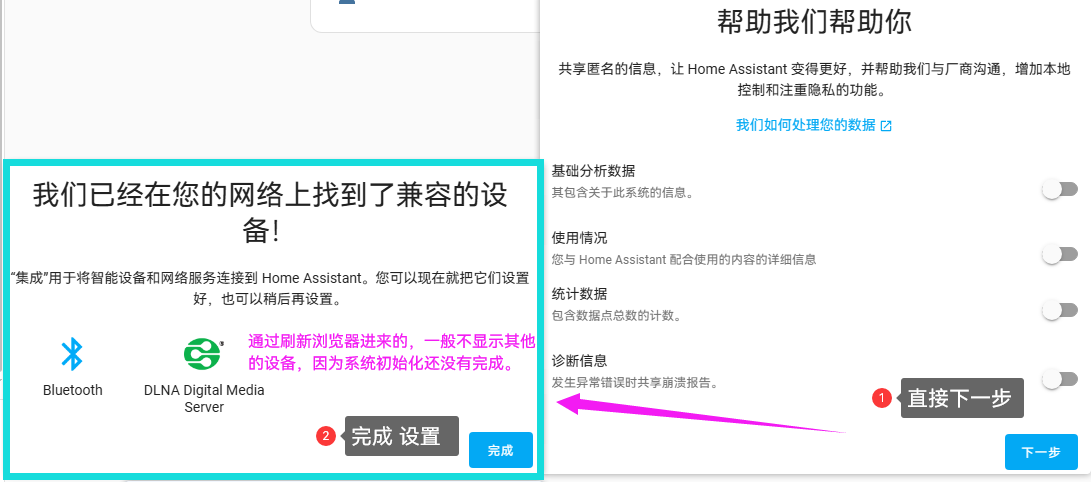 帮助我们帮助你
共享匿名的信息，让 Home Assistant 变得更好，并帮助我们与厂商沟通，增加本地
控制和注重隐私的功能。
我们如何处理您的数据
基础分析数据
其包含关于此系统的信息。
使用情况
您与 Home Assistant 配合使用的内容的详细信息
统计数据
包含数据点总数的计数。
诊断信息
发生异常错误时共享崩溃报告。
1 直接下一步
下一步
我们已经在您的网络上找到了兼容的设
备！
“集成”用于将智能设备和网络服务连接到 Home Assistant。您可以现在就把它们设置
好，也可以稍后再设置。
通过刷新浏览器进来的，一般不显示其他
的设备，因为系统初始化还没有完成。
Bluetooth
DLNA Digital Media
Server
2 完成 设置
完成